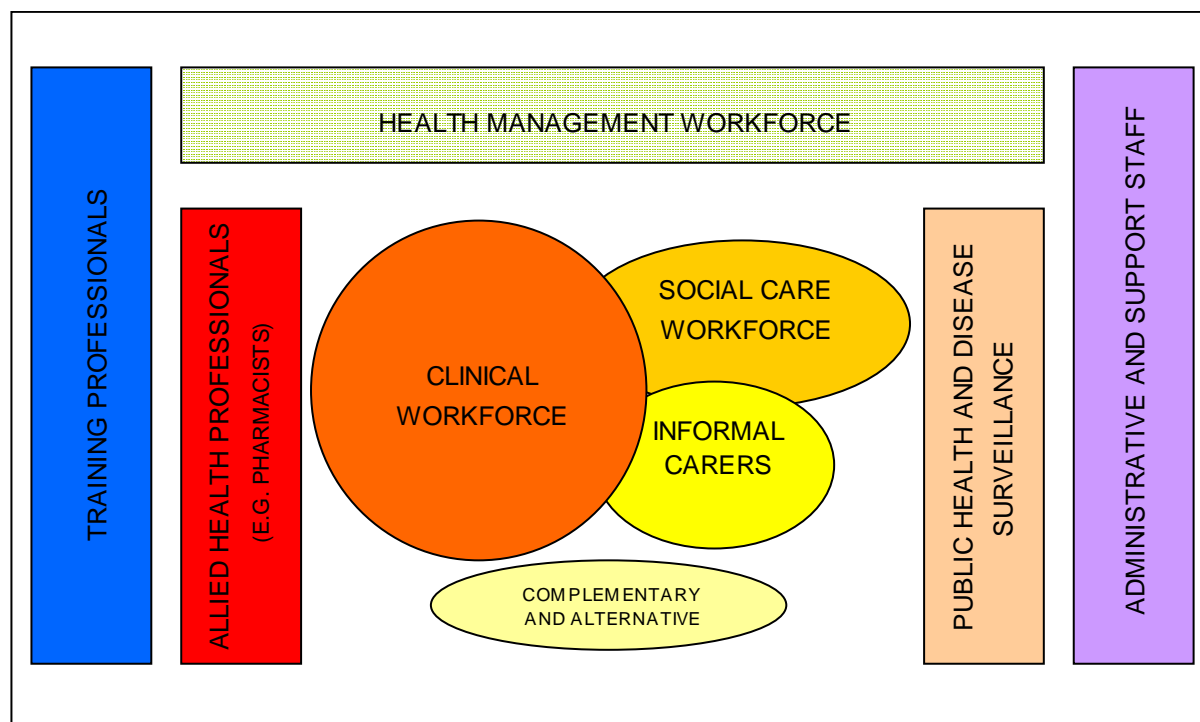 HEALTH MANAGEMENT WORKFORCE
TRAINING PROFESSIONALS
ALLIED HEALTH PROFESSIONALS
(E.G. PHARMACISTS)
CLINICAL
WORKFORCE
SOCIAL CARE
WORKFORCE
INFORMAL
CARERS
COMPLEMENTARY
AND ALTERNATIVE
PUBLIC HEALTH AND DISEASE
SURVEILLANCE
ADMINISTRATIVE AND SUPPORT STAFF